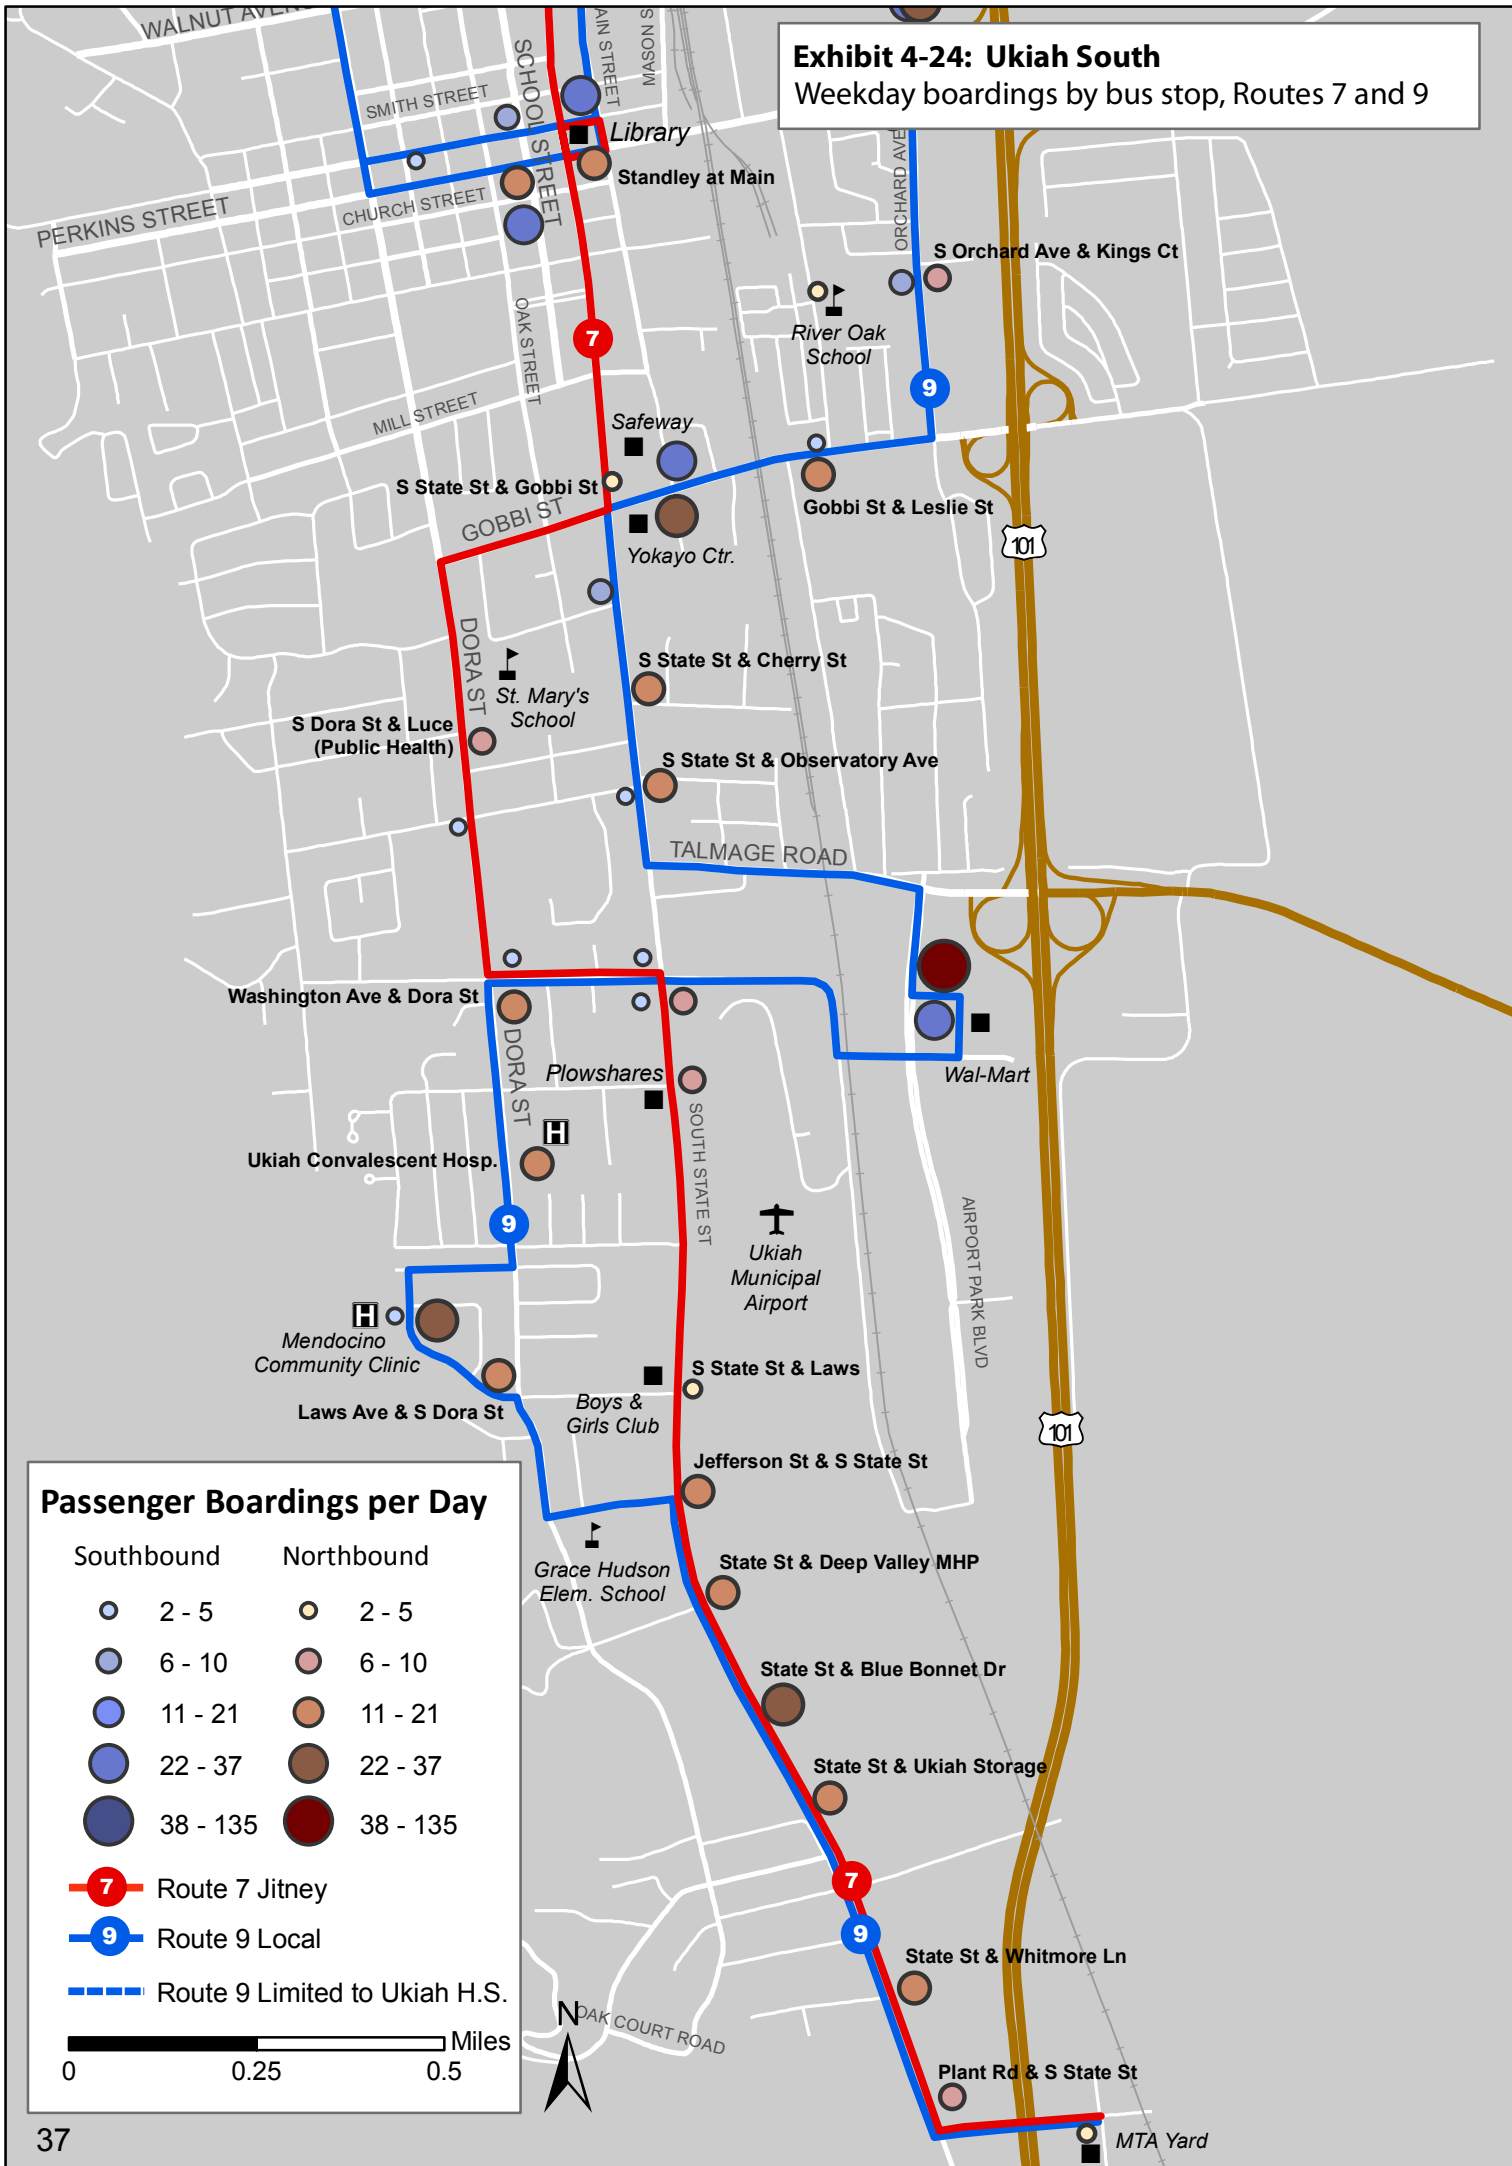 Exhibit 4-24: Ukiah South
Weekday boardings by bus stop, Routes 7 and 9
WALNUT AVENUE
SMITH STREET
SCHOOL STREET
AIN STREET
S MASON
Library
Standley at Main
PERKINS STREET
CHURCH STREET
ORCHARD AVE
S Orchard Ave & Kings Ct
OAK STREET
7
River Oak
School
9
MILL STREET
Safeway
S State St & Gobbi St
GOBBI ST
Gobbi St & Leslie St
Yokayo Ctr.
101
DORA ST
St. Mary's
School
S State St & Cherry St
S Dora St & Luce
(Public Health)
S State St & Observatory Ave
TALMAGE ROAD
Washington Ave & Dora St
DORA ST
Plowshares
Wal-Mart
SOUTH STATE ST
H
Ukiah Convalescent Hosp.
9
Ukiah
Municipal
Airport
AIRPORT PARK BLVD
H
Mendocino
Community Clinic
S State St & Laws
Boys &
Girls Club
Laws Ave & S Dora St
101
Jefferson St & S State St
Grace Hudson
Elem. School
State St & Deep Valley MHP
State St & Blue Bonnet Dr
State St & Ukiah Storage
7
9
State St & Whitmore Ln
OAK COURT ROAD
Plant Rd & S State St
MTA Yard
Passenger Boardings per Day
Southbound Northbound
2 - 5 2 - 5
6 - 10 6 - 10
11 - 21 11 - 21
22 - 37 22 - 37
38 - 135 38 - 135
7 Route 7 Jitney
9 Route 9 Local
Route 9 Limited to Ukiah H.S.
Miles
0 0.25 0.5
N
37